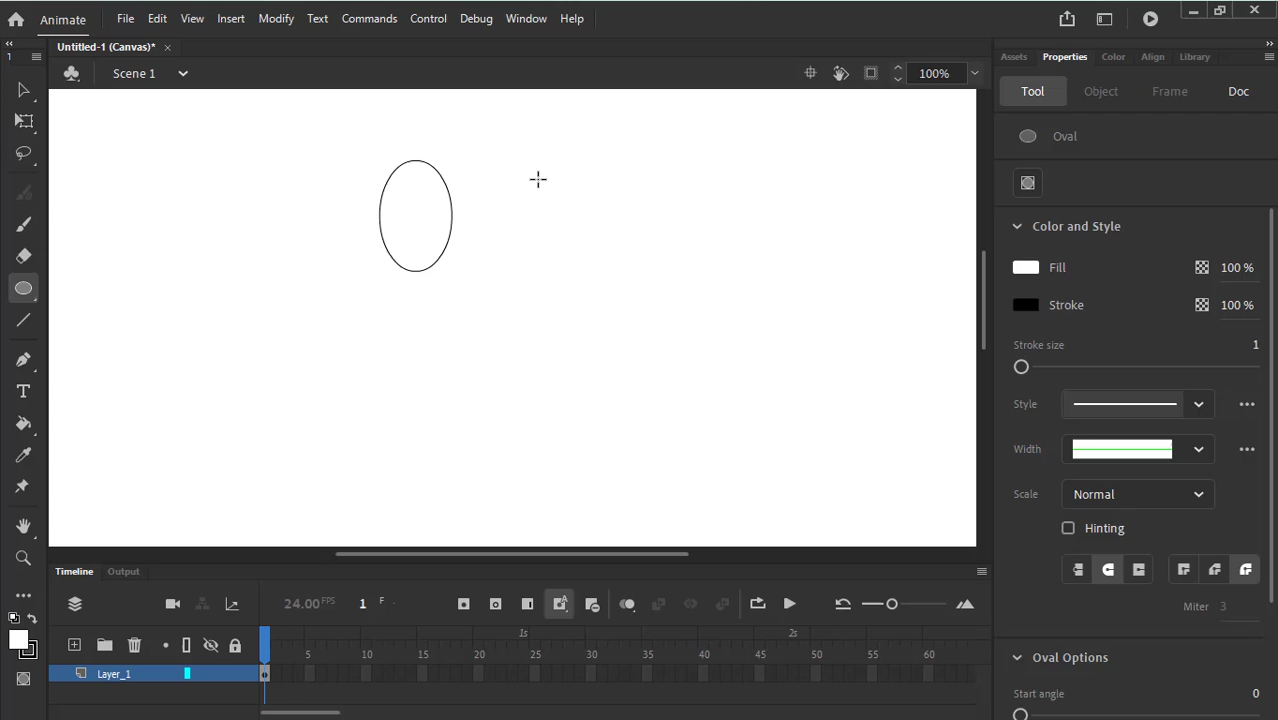 Animate File Edit View Insert Modify Text Commands Control Debug Window Help
Untitled-1 (Canvas)*
1
Assets Properties Color Align Library
Scene 1 100%
Tool Object Frame Doc
Oval
Color and Style
Fill 100 %
Stroke 100 %
Stroke size 1
Style
Width
Scale Normal
Hinting
Miter 3
Oval Options
Start angle 0
Timeline Output
24.00 FPS 1 F
1s 2s
5 10 15 20 25 30 35 40 45 50 55 60
Layer_1